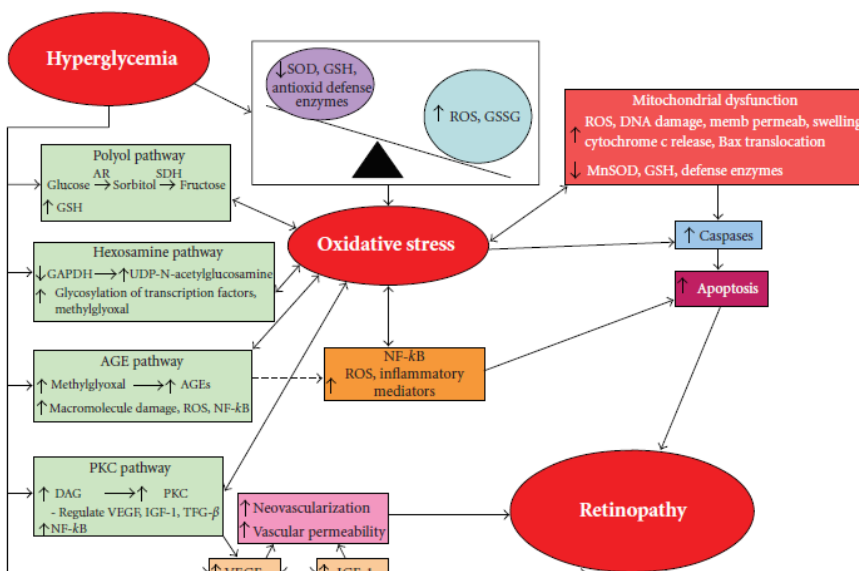 Hyperglycemia
↓SOD, GSH,
antioxid defense
enzymes
↑ ROS, GSSG
Mitochondrial dysfunction
↑ ROS, DNA damage, memb permeab, swelling
cytochrome c release, Bax translocation
↓ MnSOD, GSH, defense enzymes
Polyol pathway
AR SDH
Glucose → Sorbitol → Fructose
↑ GSH
Oxidative stress
↑ Caspases
Hexosamine pathway
↓GAPDH → ↑UDP-N-acetylglucosamine
↑ Glycosylation of transcription factors,
methylglyoxal
↑ Apoptosis
AGE pathway
↑ Methylglyoxal → ↑ AGEs
↑ Macromolecule damage, ROS, NF-kB
NF-kB
↑ ROS, inflammatory
mediators
PKC pathway
↑ DAG → ↑ PKC
- Regulate VEGF, IGF-1, TFG-β
↑ NF-kB
↑ Neovascularization
↑ Vascular permeability
Retinopathy
↑ VEGF
↑ IGF-1